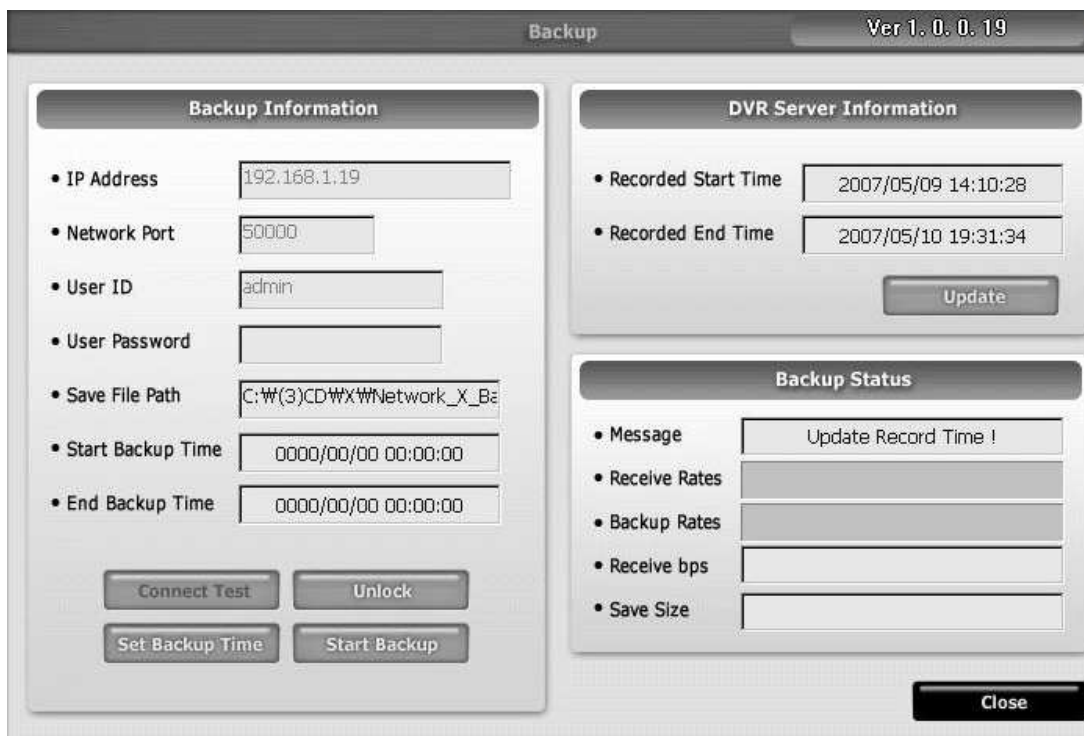 Backup
Ver 1. 0. 0. 19
Backup Information
• IP Address 192.168.1.19
• Network Port 50000
• User ID admin
• User Password
• Save File Path C:₩(3)CD₩X₩Network_X_Ba
• Start Backup Time 0000/00/00 00:00:00
• End Backup Time 0000/00/00 00:00:00
Connect Test Unlock
Set Backup Time Start Backup
DVR Server Information
• Recorded Start Time 2007/05/09 14:10:28
• Recorded End Time 2007/05/10 19:31:34
Update
Backup Status
• Message Update Record Time !
• Receive Rates
• Backup Rates
• Receive bps
• Save Size
Close